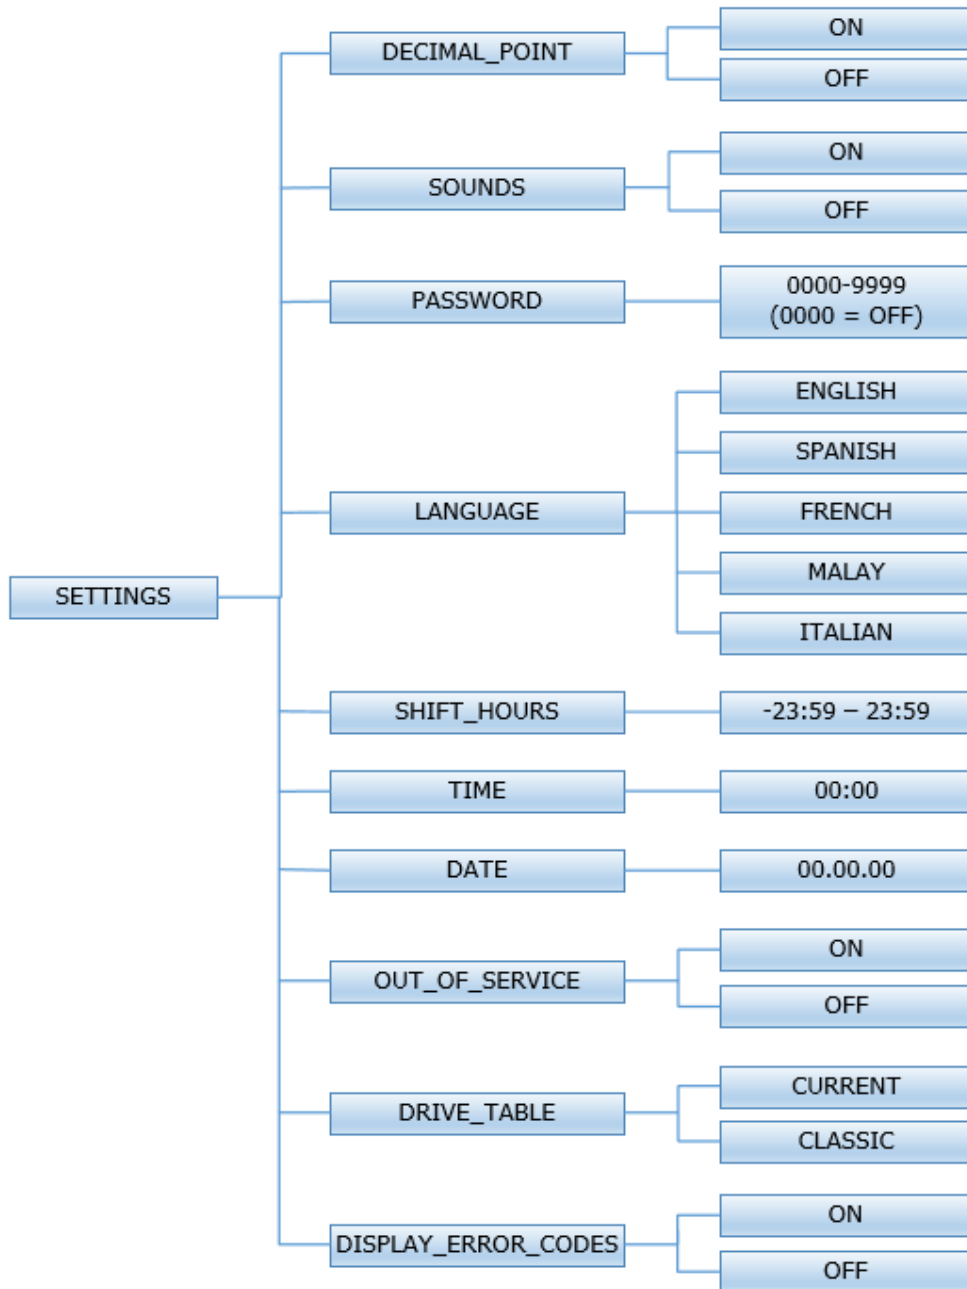 SETTINGS
DECIMAL_POINT
ON
OFF
SOUNDS
ON
OFF
PASSWORD
0000-9999
(0000 = OFF)
LANGUAGE
ENGLISH
SPANISH
FRENCH
MALAY
ITALIAN
SHIFT_HOURS
-23:59 – 23:59
TIME
00:00
DATE
00.00.00
OUT_OF_SERVICE
ON
OFF
DRIVE_TABLE
CURRENT
CLASSIC
DISPLAY_ERROR_CODES
ON
OFF